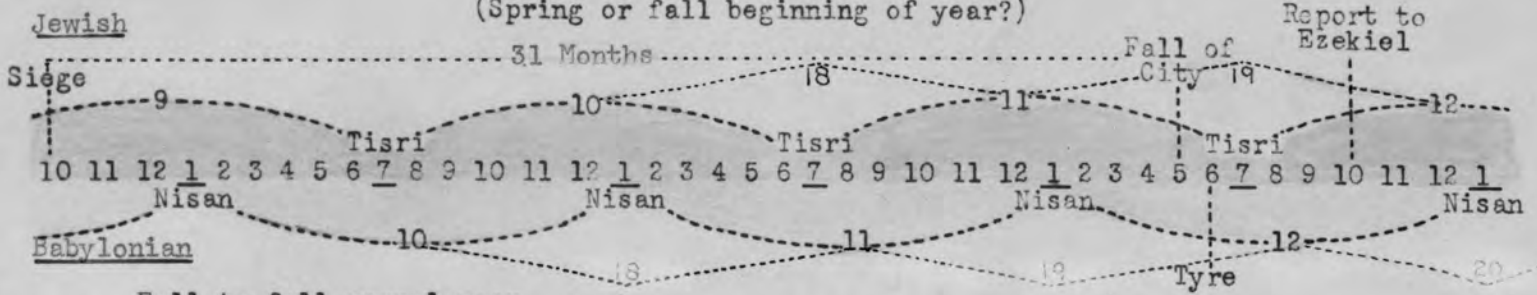 (Spring or fall beginning of year?)
Jewish
Report to
Ezekiel
31 Months
Fall of
City
Siege
18
19
9
10
11
12
Tisri
Tisri
Tisri
10 11 12 1 2 3 4 5 6 7 8 9 10 11 12 1 2 3 4 5 6 7 8 9 10 11 12 1 2 3 4 5 6 7 8 9 10 11 12 1
Nisan
Nisan
Nisan
Nisan
10
11
12
Babylonian
18
19
20
Tyre